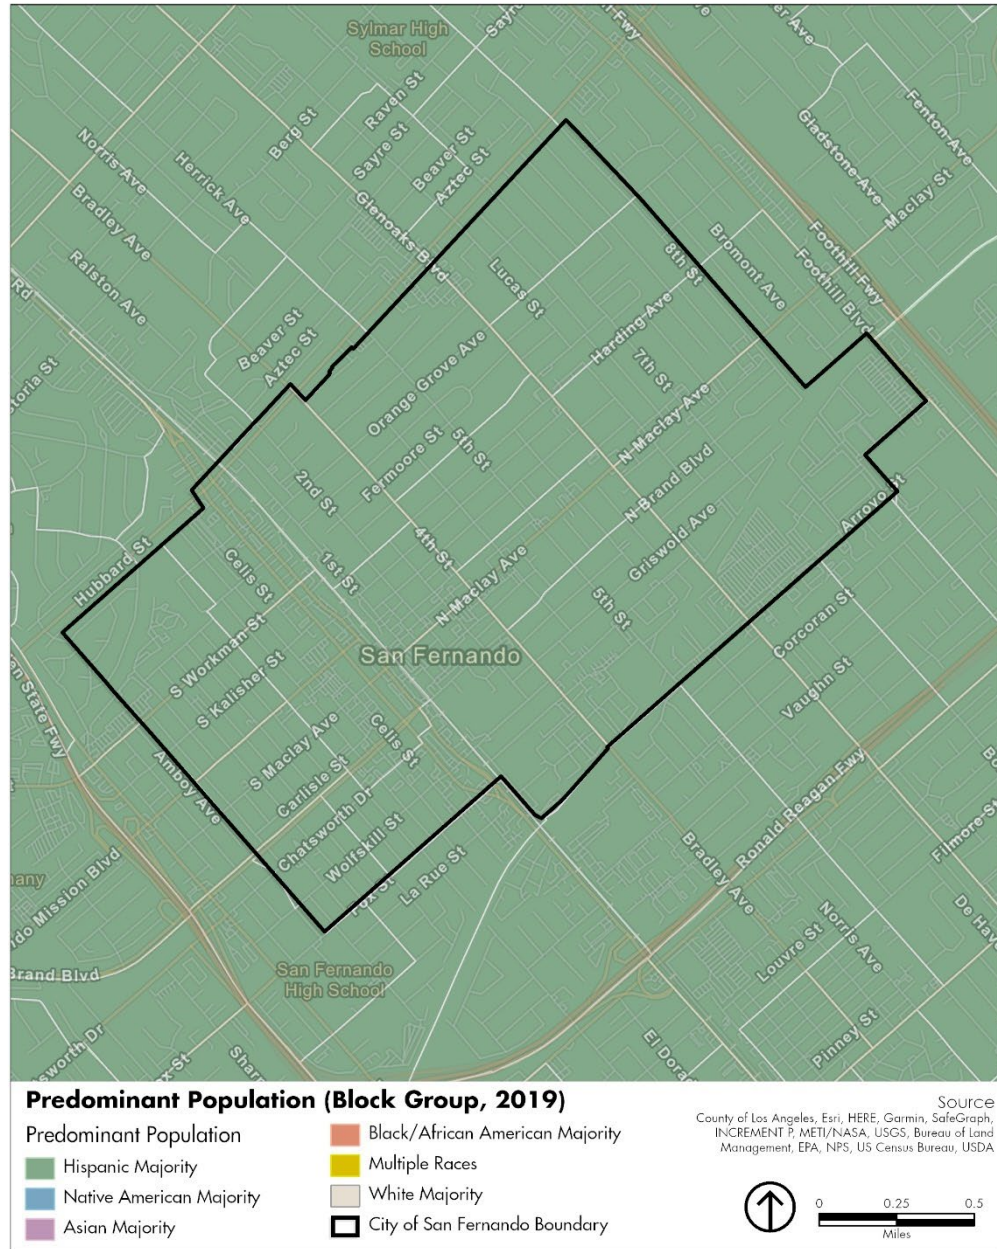 Sylmar High
School
Sayre
Fwy
Ave
Raven St
Berg St
Sayre St
Beaver St
Aztec St
Norris Ave
Herrick Ave
Bradley Ave
Ralston Ave
Rd
Glenoaks Blvd
Fenton Ave
Gladstone Ave
Maclay St
Foothill Fwy
Foothill Blvd
Bromont Ave
8th St
Lucas St
Harding Ave
7th St
Beaver St
Aztec St
Orange Grove Ave
N Maclay Ave
Fermoore St
5th St
N Brand Blvd
2nd St
4th St
Griswold Ave
Arroyo St
Hubbard St
Celis St
1st St
N Maclay Ave
5th St
Corcoran St
San Fernando
S Workman St
S Kalisher St
Vaughn St
State Fwy
S Maclay Ave
Celis St
Amboy Ave
Carlisle St
Chatsworth Dr
Wolfskill St
Fox St
La Rue St
Ronald Reagan Fwy
Bradley Ave
Filmore St
Mission Blvd
Brand Blvd
San Fernando
High School
Norris Ave
Louvre St
De Hav
Pinney St
El Dorad
Predominant Population (Block Group, 2019)
Predominant Population
Hispanic Majority
Native American Majority
Asian Majority
Black/African American Majority
Multiple Races
White Majority
City of San Fernando Boundary
Source
County of Los Angeles, Esri, HERE, Garmin, SafeGraph,
INCREMENT P, METI/NASA, USGS, Bureau of Land
Management, EPA, NPS, US Census Bureau, USDA
0 0.25 0.5
Miles